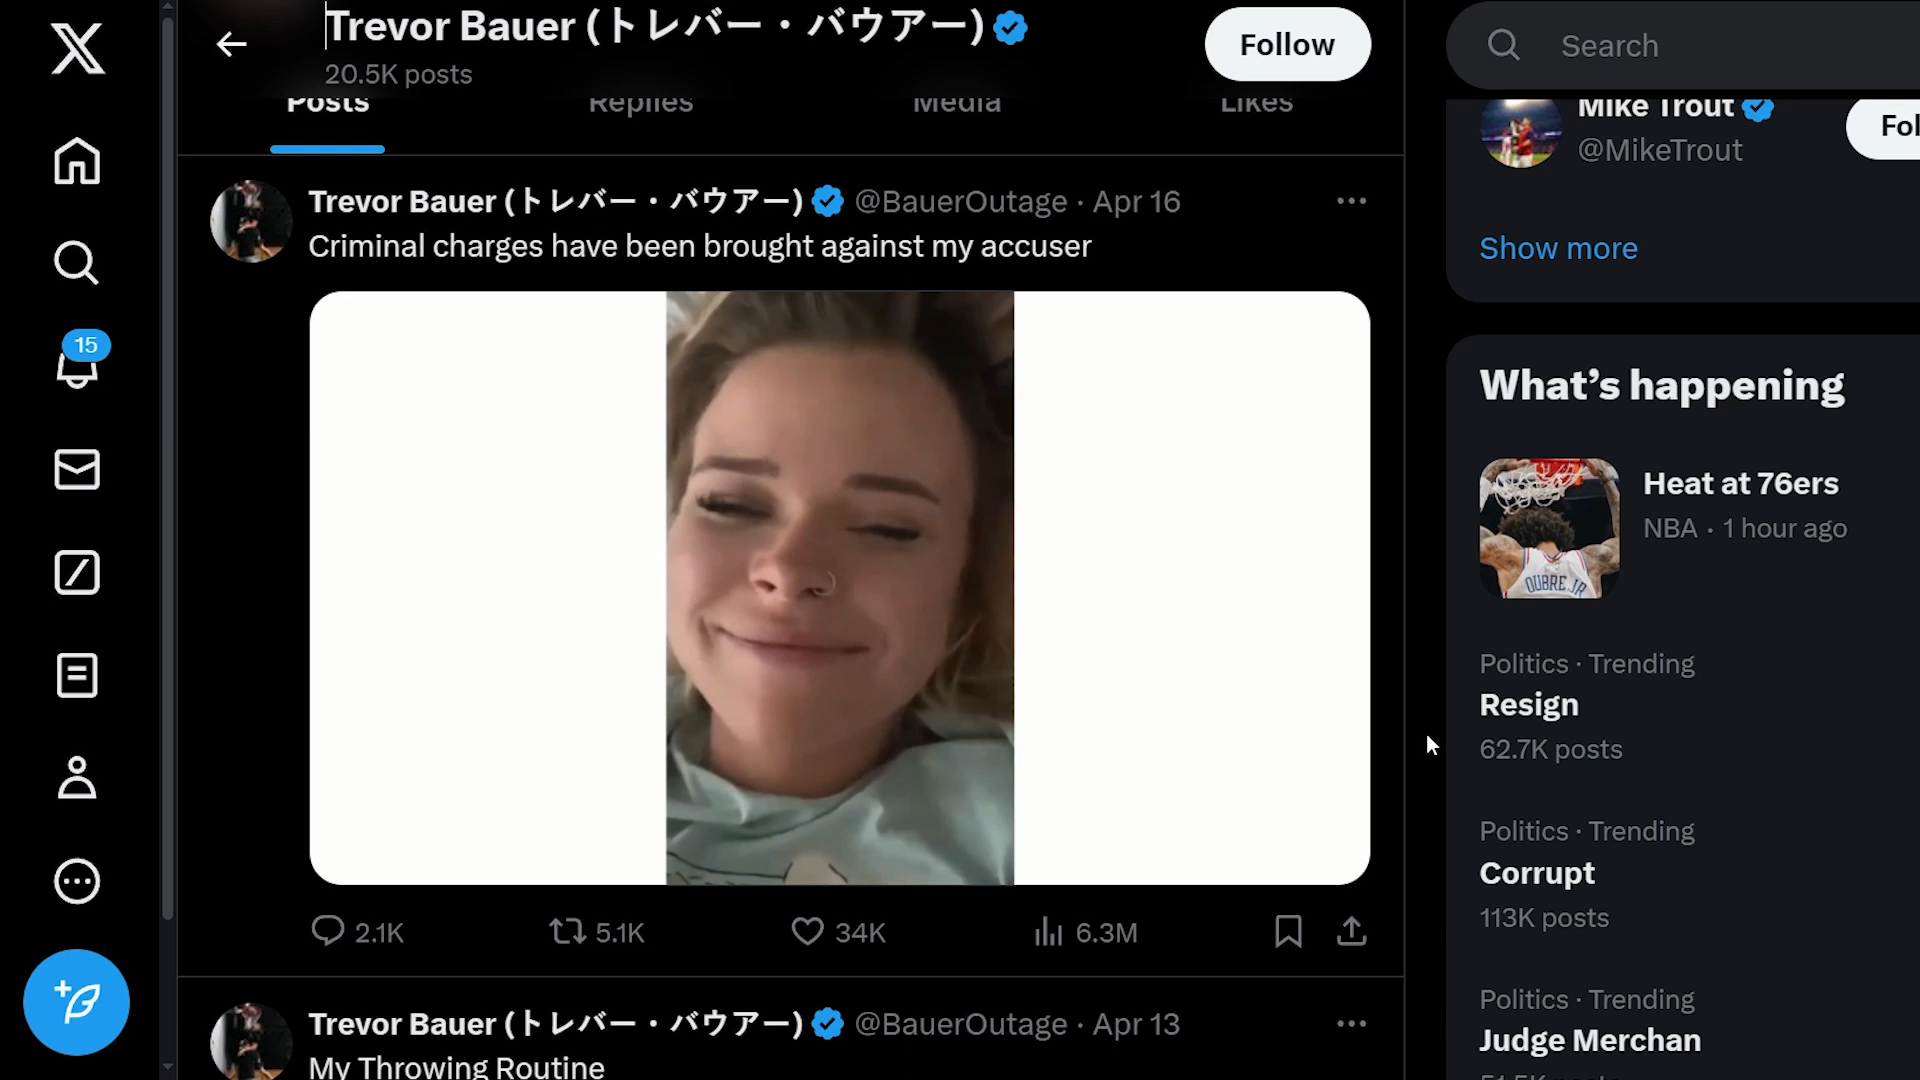 Trevor Bauer (トレバー・バウアー)
20.5K posts
Follow
Posts Replies Media Likes
Trevor Bauer (トレバー・バウアー) @BauerOutage · Apr 16
Criminal charges have been brought against my accuser
2.1K 5.1K 34K 6.3M
Trevor Bauer (トレバー・バウアー) @BauerOutage · Apr 13
My Throwing Routine
15
Search
Mike Trout
@MikeTrout
Fol
Show more
What's happening
Heat at 76ers
NBA · 1 hour ago
OUBRE JR
Politics · Trending
Resign
62.7K posts
Politics · Trending
Corrupt
113K posts
Politics · Trending
Judge Merchan